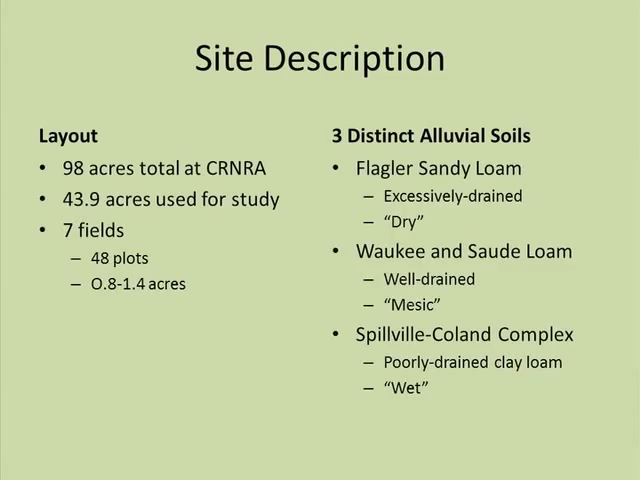 Site Description
Layout
• 98 acres total at CRNRA
• 43.9 acres used for study
• 7 fields
– 48 plots
– O.8-1.4 acres
3 Distinct Alluvial Soils
• Flagler Sandy Loam
– Excessively-drained
– “Dry”
• Waukee and Saude Loam
– Well-drained
– “Mesic”
• Spillville-Coland Complex
– Poorly-drained clay loam
– “Wet”